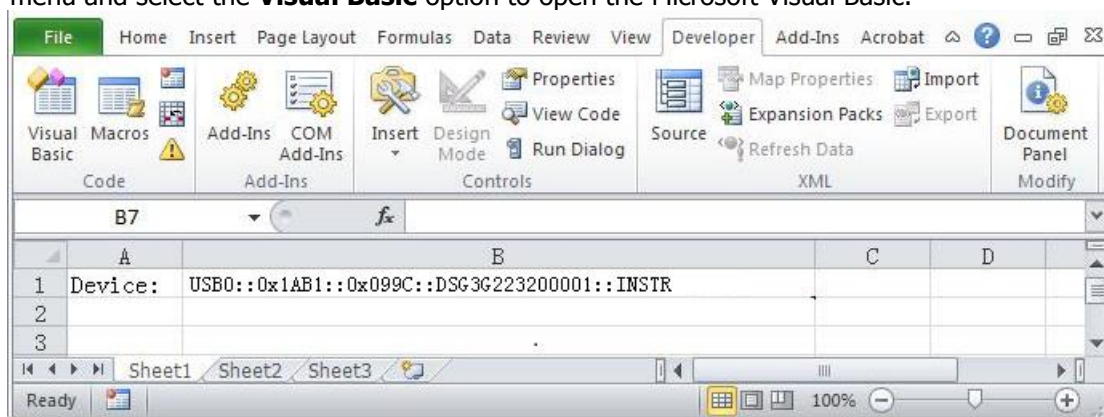 menu and select the Visual Basic option to open the Microsoft Visual Basic.
File Home Insert Page Layout Formulas Data Review View Developer Add-Ins Acrobat
Visual Basic
Macros
Code
Add-Ins
COM Add-Ins
Add-Ins
Insert
Design Mode
Properties
View Code
Run Dialog
Controls
Source
Map Properties
Expansion Packs
Refresh Data
Import
Export
XML
Document Panel
Modify
B7 fx
A B C D
1 Device: USB0::0x1AB1::0x099C::DSG3G223200001::INSTR
2
3
Sheet1 Sheet2 Sheet3
Ready 100%